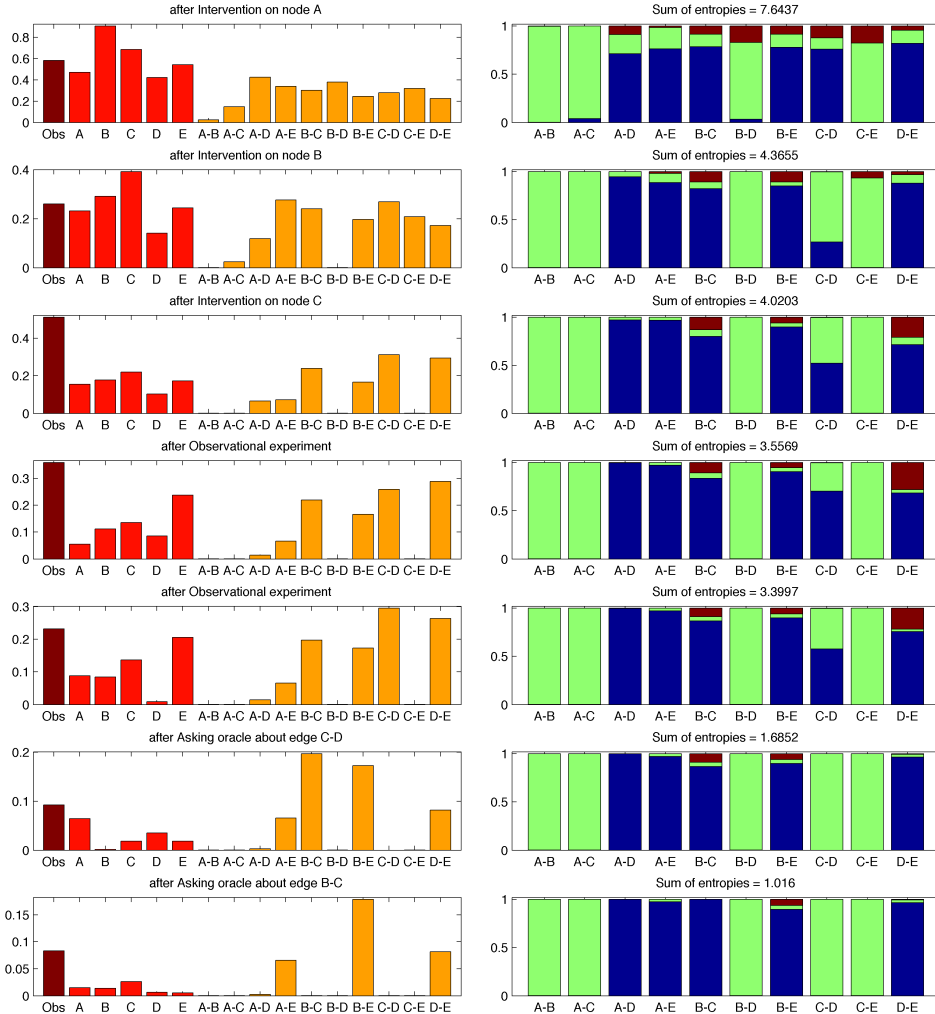 after Intervention on node A
0.8
0.6
0.4
0.2
0
Obs A B C D E A-B A-C A-D A-E B-C B-D B-E C-D C-E D-E
Sum of entropies = 7.6437
1
0.5
0
A-B A-C A-D A-E B-C B-D B-E C-D C-E D-E
after Intervention on node B
0.4
0.2
0
Obs A B C D E A-B A-C A-D A-E B-C B-D B-E C-D C-E D-E
Sum of entropies = 4.3655
1
0.5
0
A-B A-C A-D A-E B-C B-D B-E C-D C-E D-E
after Intervention on node C
0.4
0.2
0
Obs A B C D E A-B A-C A-D A-E B-C B-D B-E C-D C-E D-E
Sum of entropies = 4.0203
1
0.5
0
A-B A-C A-D A-E B-C B-D B-E C-D C-E D-E
after Observational experiment
0.3
0.2
0.1
0
Obs A B C D E A-B A-C A-D A-E B-C B-D B-E C-D C-E D-E
Sum of entropies = 3.5569
1
0.5
0
A-B A-C A-D A-E B-C B-D B-E C-D C-E D-E
after Observational experiment
0.3
0.2
0.1
0
Obs A B C D E A-B A-C A-D A-E B-C B-D B-E C-D C-E D-E
Sum of entropies = 3.3997
1
0.5
0
A-B A-C A-D A-E B-C B-D B-E C-D C-E D-E
after Asking oracle about edge C-D
0.2
0.1
0
Obs A B C D E A-B A-C A-D A-E B-C B-D B-E C-D C-E D-E
Sum of entropies = 1.6852
1
0.5
0
A-B A-C A-D A-E B-C B-D B-E C-D C-E D-E
after Asking oracle about edge B-C
0.15
0.1
0.05
0
Obs A B C D E A-B A-C A-D A-E B-C B-D B-E C-D C-E D-E
Sum of entropies = 1.016
1
0.5
0
A-B A-C A-D A-E B-C B-D B-E C-D C-E D-E